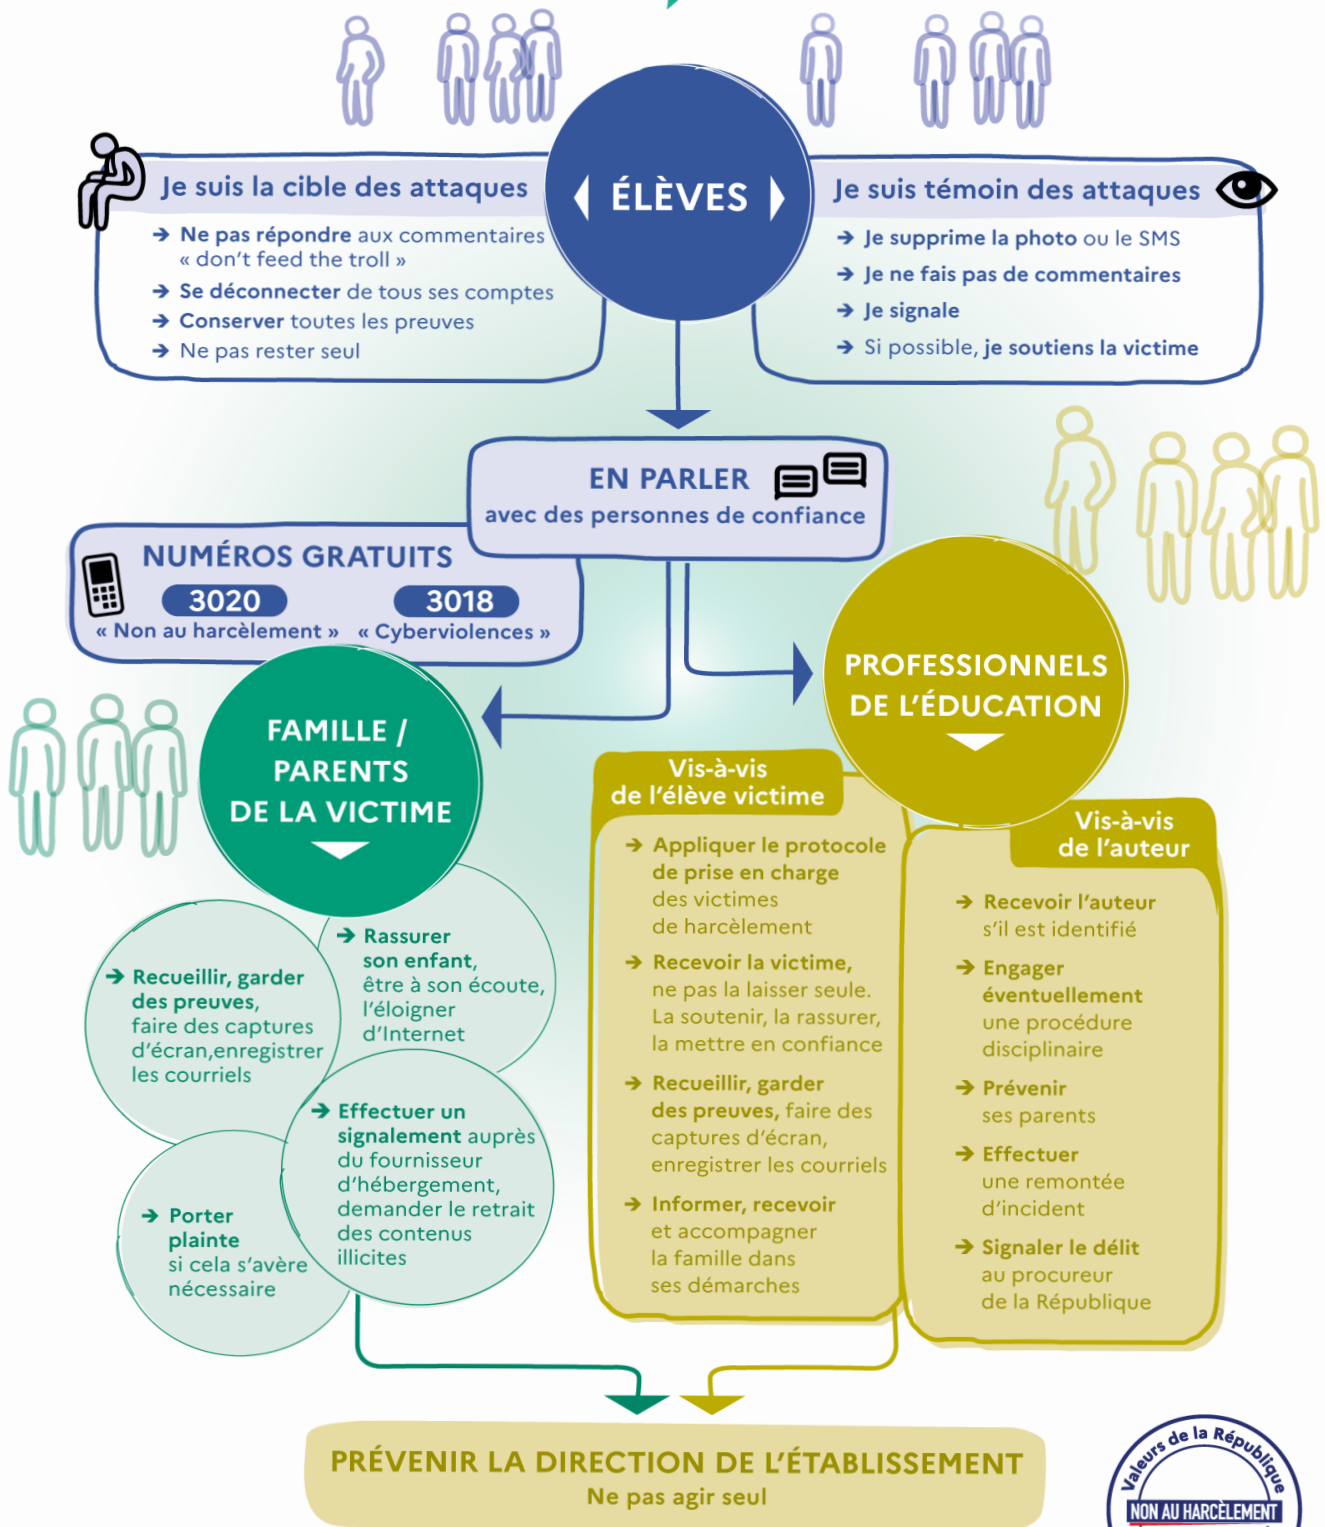 ÉLÈVES
Je suis la cible des attaques
→ Ne pas répondre aux commentaires
« don’t feed the troll »
→ Se déconnecter de tous ses comptes
→ Conserver toutes les preuves
→ Ne pas rester seul
Je suis témoin des attaques
→ Je supprime la photo ou le SMS
→ Je ne fais pas de commentaires
→ Je signale
→ Si possible, je soutiens la victime
EN PARLER
avec des personnes de confiance
NUMÉROS GRATUITS
3020
« Non au harcèlement »
3018
« Cyberviolences »
FAMILLE /
PARENTS
DE LA VICTIME
→ Rassurer
son enfant,
être à son écoute,
l’éloigner
d’Internet
→ Recueillir, garder
des preuves,
faire des captures
d’écran,enregistrer
les courriels
→ Effectuer un
signalement auprès
du fournisseur
d’hébergement,
demander le retrait
des contenus
illicites
→ Porter
plainte
si cela s’avère
nécessaire
PROFESSIONNELS
DE L’ÉDUCATION
Vis-à-vis
de l’élève victime
→ Appliquer le protocole
de prise en charge
des victimes
de harcèlement
→ Recevoir la victime,
ne pas la laisser seule.
La soutenir, la rassurer,
la mettre en confiance
→ Recueillir, garder
des preuves, faire des
captures d’écran,
enregistrer les courriels
→ Informer, recevoir
et accompagner
la famille dans
ses démarches
Vis-à-vis
de l’auteur
→ Recevoir l’auteur
s’il est identifié
→ Engager
éventuellement
une procédure
disciplinaire
→ Prévenir
ses parents
→ Effectuer
une remontée
d’incident
→ Signaler le délit
au procureur
de la République
PRÉVENIR LA DIRECTION DE L’ÉTABLISSEMENT
Ne pas agir seul
Valeurs de la République
NON AU HARCÈLEMENT